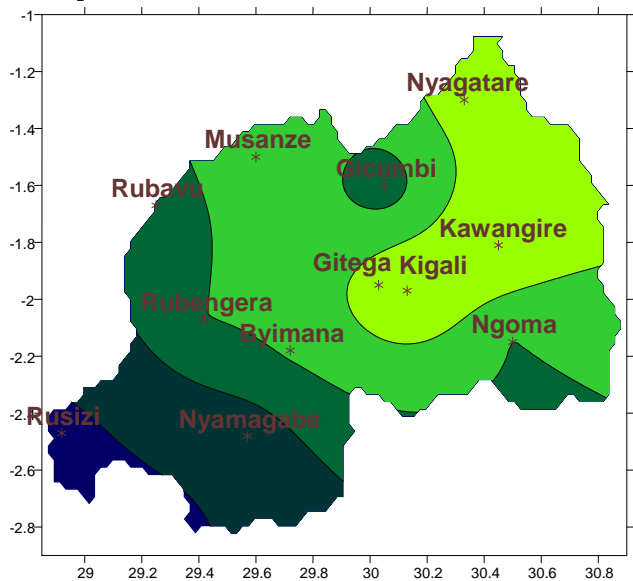 -1
-1.2
Nyagatare
-1.4
Musanze
Gicumbi
-1.6
Rubavu
Kawangire
-1.8
Gitega Kigali
-2
Rubengera
Byimana
Ngoma
-2.2
-2.4
Rusizi
Nyamagabe
-2.6
-2.8
29 29.2 29.4 29.6 29.8 30 30.2 30.4 30.6 30.8